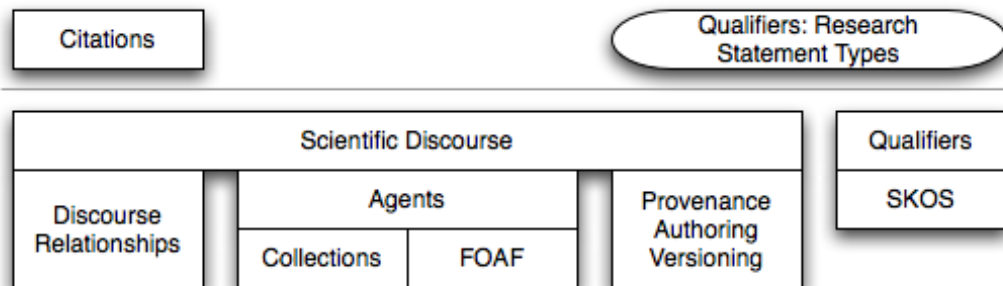 Citations
Qualifiers: Research
Statement Types
Scientific Discourse
Qualifiers
Discourse
Relationships
Agents
Collections
FOAF
Provenance
Authoring
Versioning
SKOS